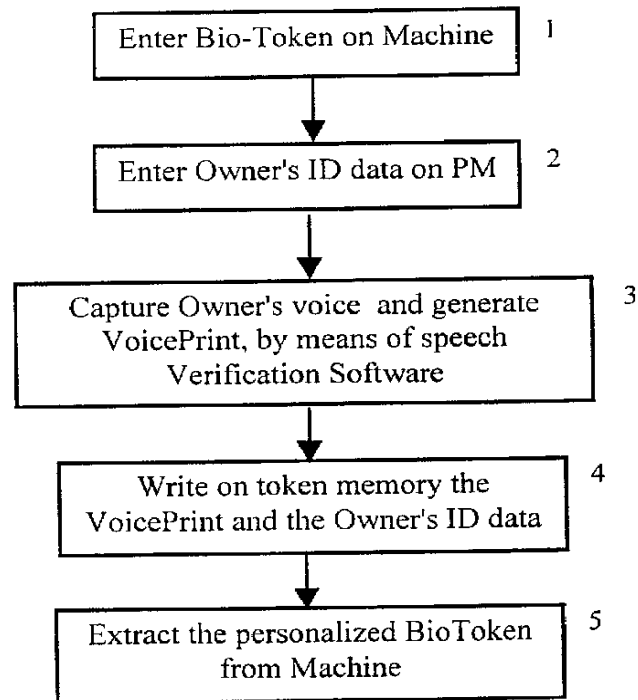 Enter Bio-Token on Machine 1
Enter Owner's ID data on PM 2
Capture Owner's voice and generate 3
VoicePrint, by means of speech
Verification Software
Write on token memory the 4
VoicePrint and the Owner's ID data
Extract the personalized BioToken 5
from Machine